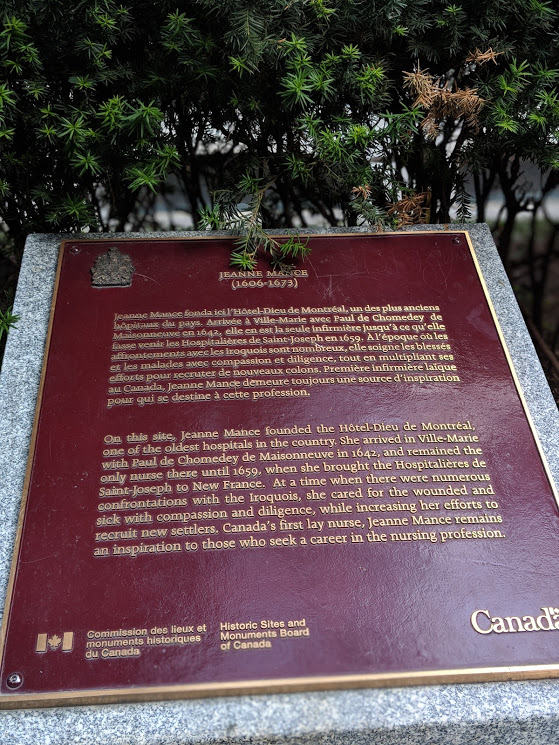 JEANNE MANCE
(1606-1673)
Jeanne Mance fonda ici l'Hôtel-Dieu de Montréal, un des plus anciens
hôpitaux du pays. Arrivée à Ville-Marie avec Paul de Chomedey de
Maisonneuve en 1642, elle en est la seule infirmière jusqu'à ce qu'elle
fasse venir les Hospitalières de Saint-Joseph en 1659. À l'époque où les
affrontements avec les Iroquois sont nombreux, elle soigne les blessés
et les malades avec compassion et diligence, tout en multipliant ses
efforts pour recruter de nouveaux colons. Première infirmière laïque
au Canada, Jeanne Mance demeure toujours une source d'inspiration
pour qui se destine à cette profession.
On this site, Jeanne Mance founded the Hôtel-Dieu de Montréal,
one of the oldest hospitals in the country. She arrived in Ville-Marie
with Paul de Chomedey de Maisonneuve in 1642, and remained the
only nurse there until 1659, when she brought the Hospitalières de
Saint-Joseph to New France. At a time when there were numerous
confrontations with the Iroquois, she cared for the wounded and
sick with compassion and diligence, while increasing her efforts to
recruit new settlers. Canada's first lay nurse, Jeanne Mance remains
an inspiration to those who seek a career in the nursing profession.
Commission des lieux et
monuments historiques
du Canada
Historic Sites and
Monuments Board
of Canada
Canada